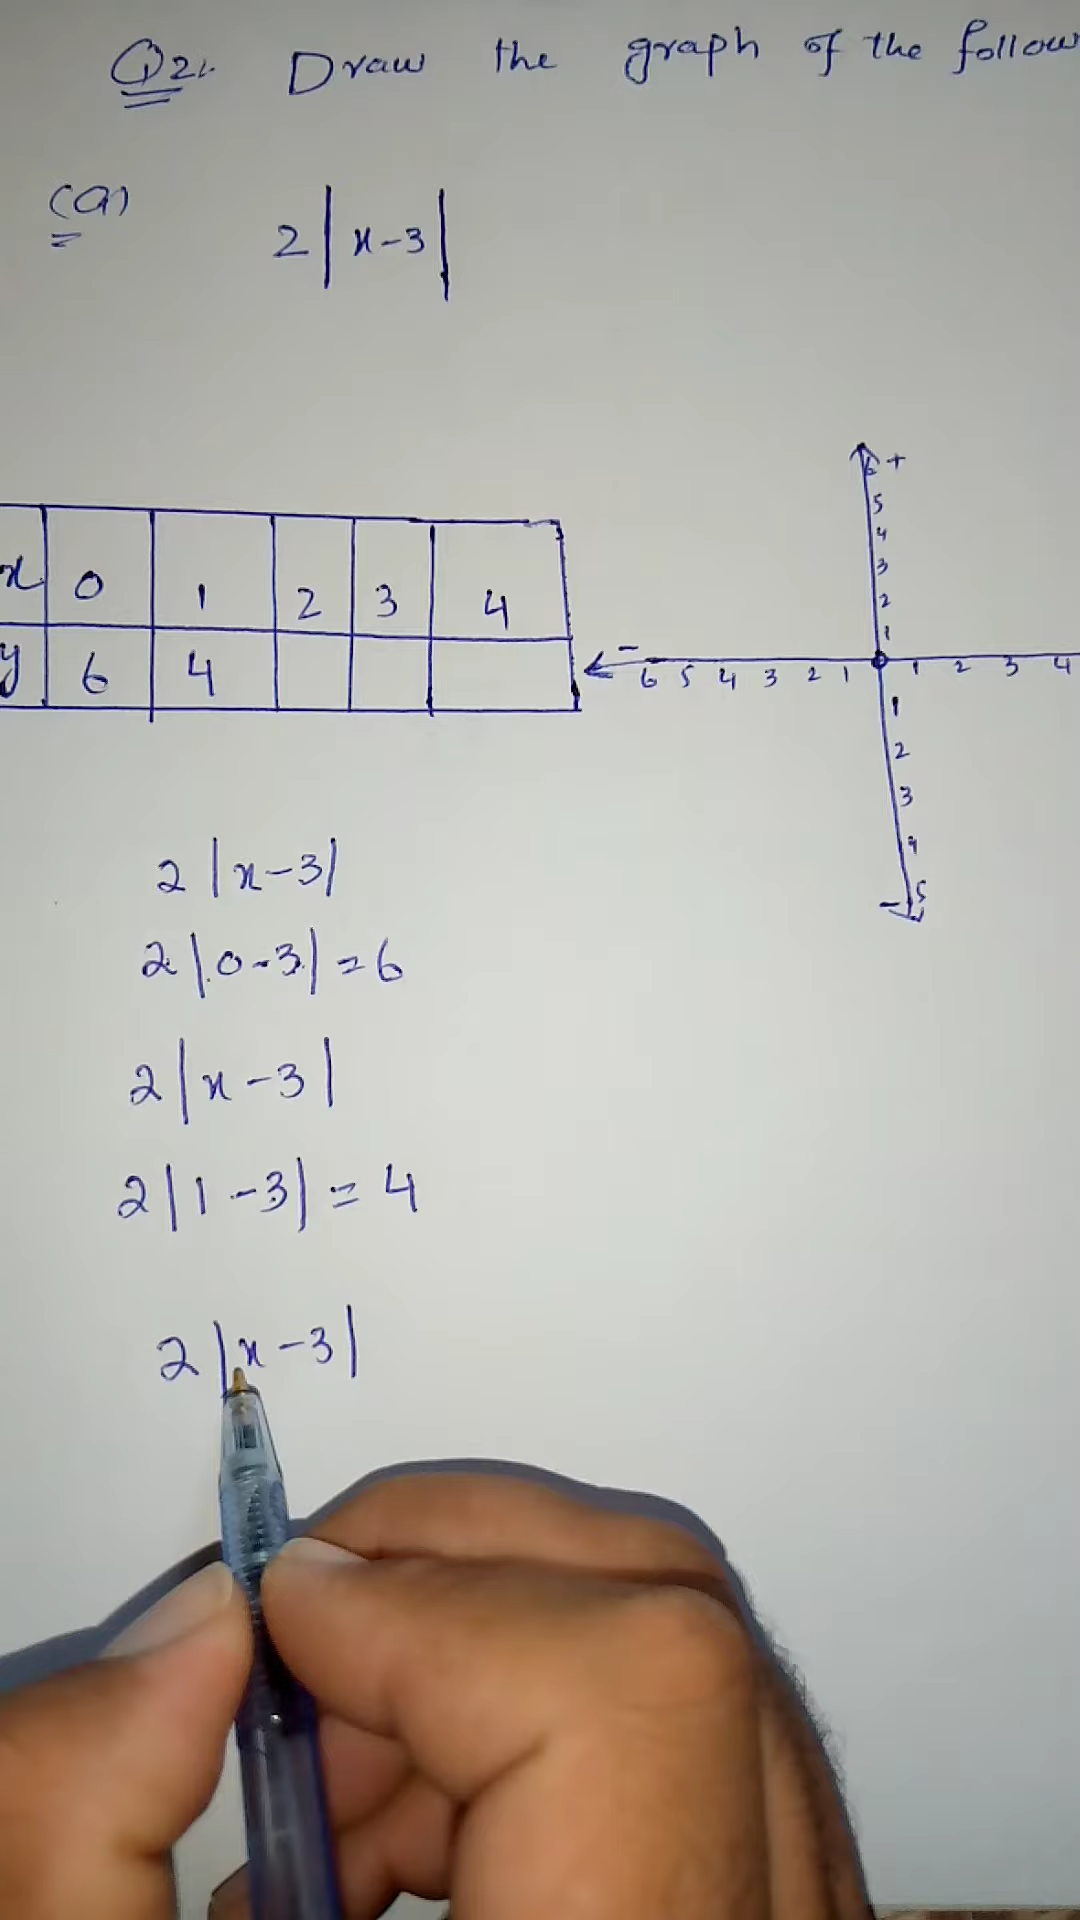 Q2. Draw the graph of the follow
(a) 2|x-3|
x 0 1 2 3 4
y 6 4
+
6
5
4
3
2
1
-
6 5 4 3 2 1 1 2 3 4
1
2
3
4
5
-
2|x-3|
2|0-3| = 6
2|x-3|
2|1-3| = 4
2|x-3|